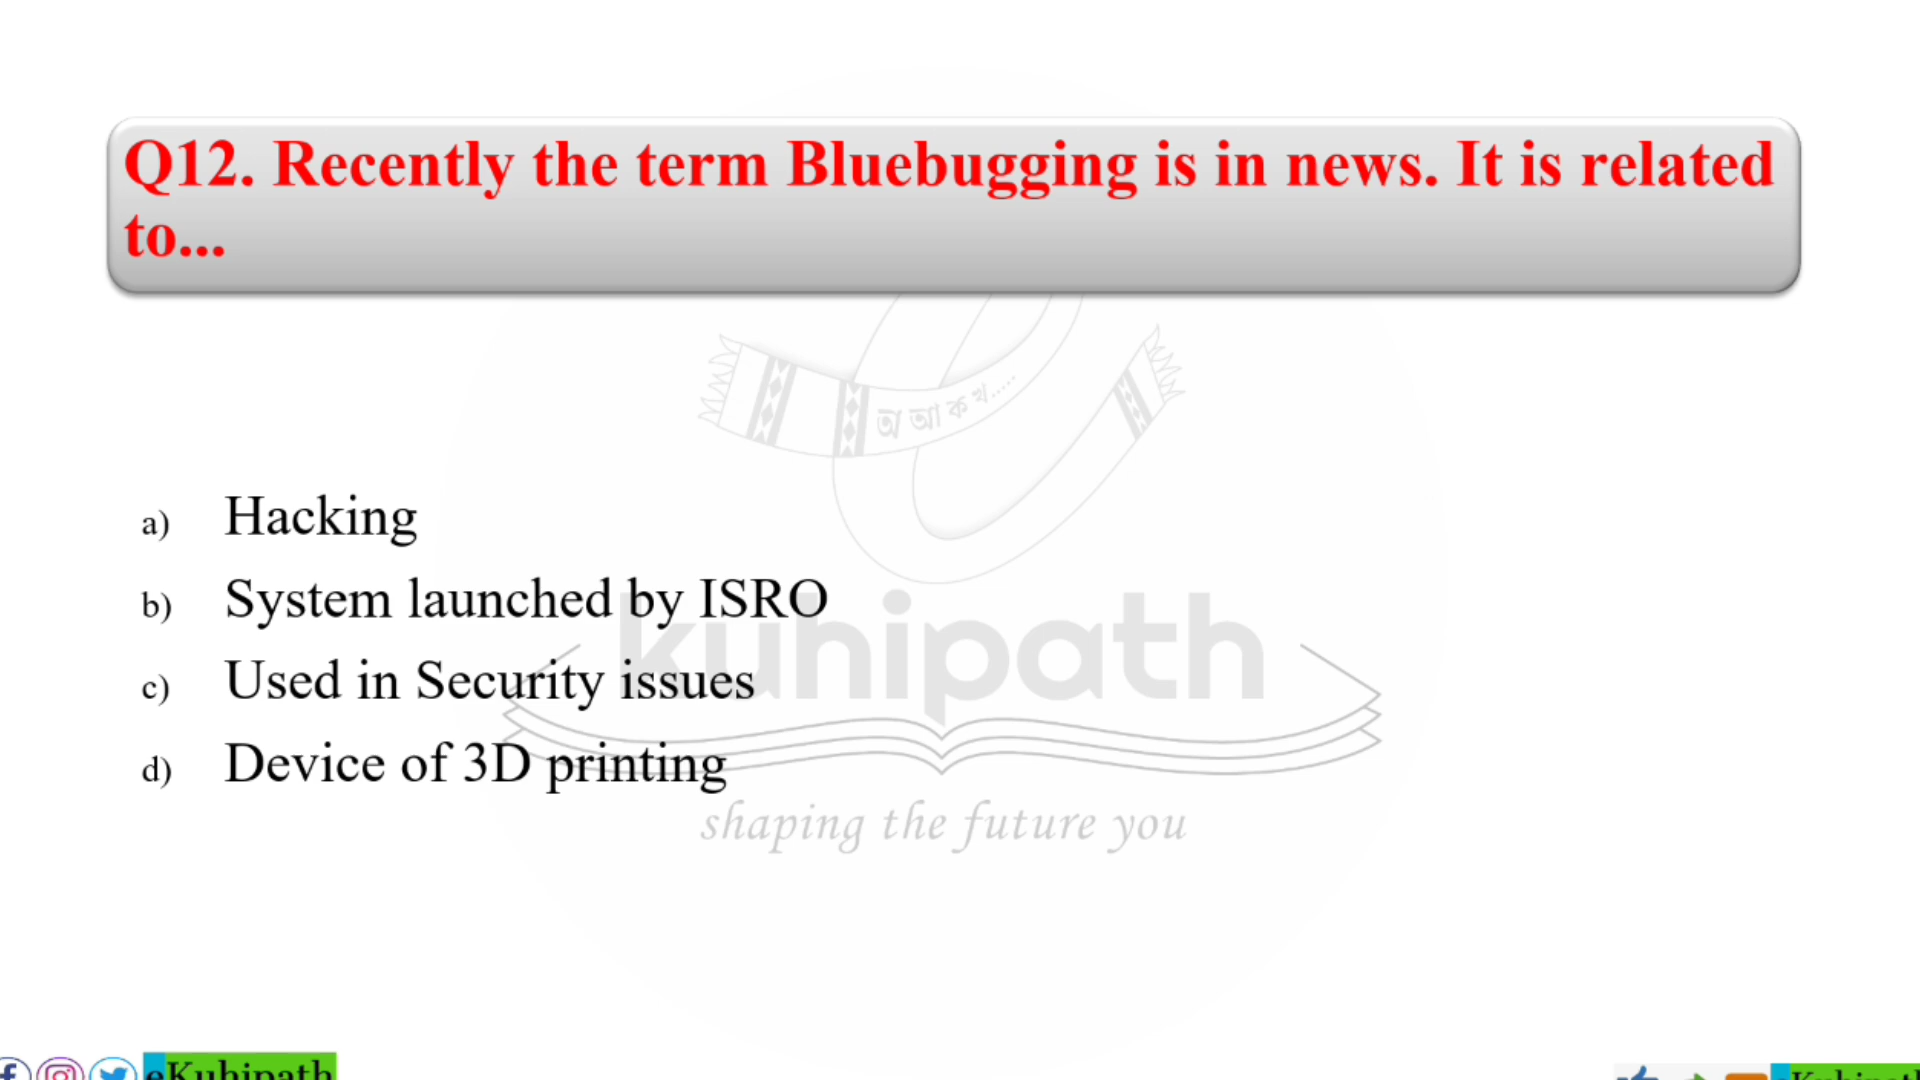 Q12. Recently the term Bluebugging is in news. It is related
to...
অ আ ক খ.....
a) Hacking
b) System launched by ISRO
c) Used in Security issues
d) Device of 3D printing
kuhipath
shaping the future you
eKuhipath
eKuhipath